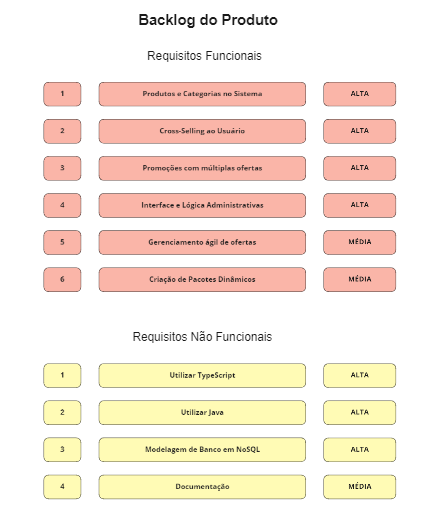 Backlog do Produto
Requisitos Funcionais
1 Produtos e Categorias no Sistema ALTA
2 Cross-Selling ao Usuário ALTA
3 Promoções com múltiplas ofertas ALTA
4 Interface e Lógica Administrativas ALTA
5 Gerenciamento ágil de ofertas MÉDIA
6 Criação de Pacotes Dinâmicos MÉDIA
Requisitos Não Funcionais
1 Utilizar TypeScript ALTA
2 Utilizar Java ALTA
3 Modelagem de Banco em NoSQL ALTA
4 Documentação MÉDIA